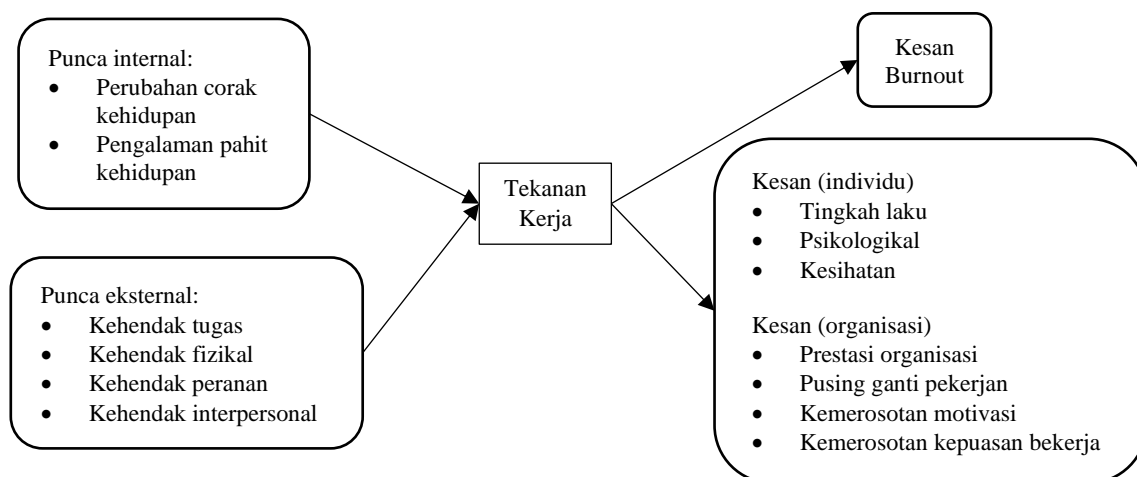 Punca internal:
• Perubahan corak
kehidupan
• Pengalaman pahit
kehidupan
Punca eksternal:
• Kehendak tugas
• Kehendak fizikal
• Kehendak peranan
• Kehendak interpersonal
Tekanan
Kerja
Kesan
Burnout
Kesan (individu)
• Tingkah laku
• Psikologikal
• Kesihatan
Kesan (organisasi)
• Prestasi organisasi
• Pusing ganti pekerjan
• Kemerosotan motivasi
• Kemerosotan kepuasan bekerja